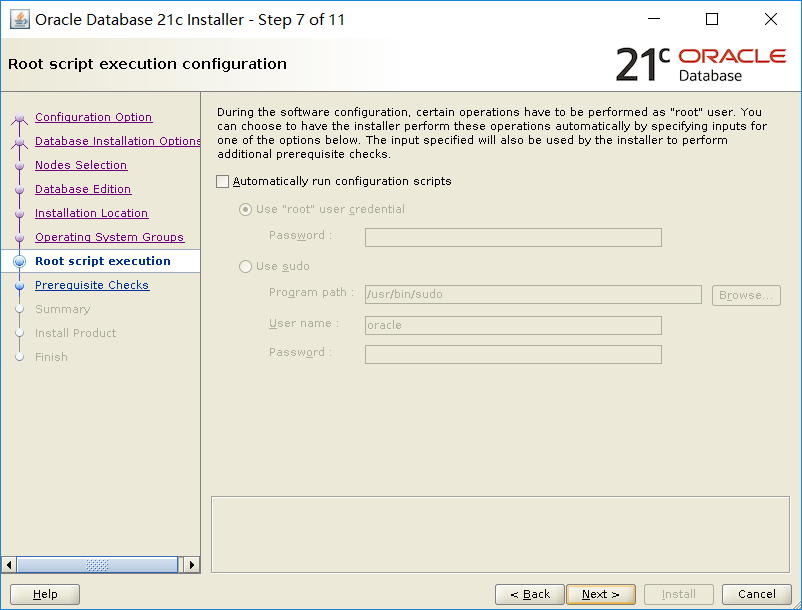 Oracle Database 21c Installer - Step 7 of 11
Root script execution configuration
21c ORACLE
Database
Configuration Option
Database Installation Options
Nodes Selection
Database Edition
Installation Location
Operating System Groups
Root script execution
Prerequisite Checks
Summary
Install Product
Finish
During the software configuration, certain operations have to be performed as "root" user. You
can choose to have the installer perform these operations automatically by specifying inputs for
one of the options below. The input specified will also be used by the installer to perform
additional prerequisite checks.
Automatically run configuration scripts
Use "root" user credential
Password :
Use sudo
Program path : /usr/bin/sudo Browse...
User name : oracle
Password :
Help < Back Next > Install Cancel